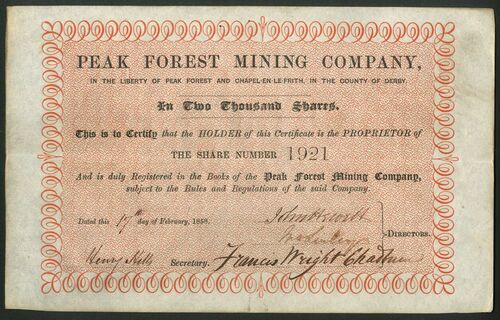 PEAK FOREST MINING COMPANY,
IN THE LIBERTY OF PEAK FOREST AND CHAPEL-EN-LE-FRITH, IN THE COUNTY OF DERBY.
In Two Thousand Shares.
This is to Certify that the HOLDER of this Certificate is the PROPRIETOR of
THE SHARE NUMBER 1921
And is duly Registered in the Books of the Peak Forest Mining Company,
subject to the Rules and Regulations of the said Company.
Dated this 17th day of February, 1858.
DIRECTORS.
Henry Secretary. Francis Wright